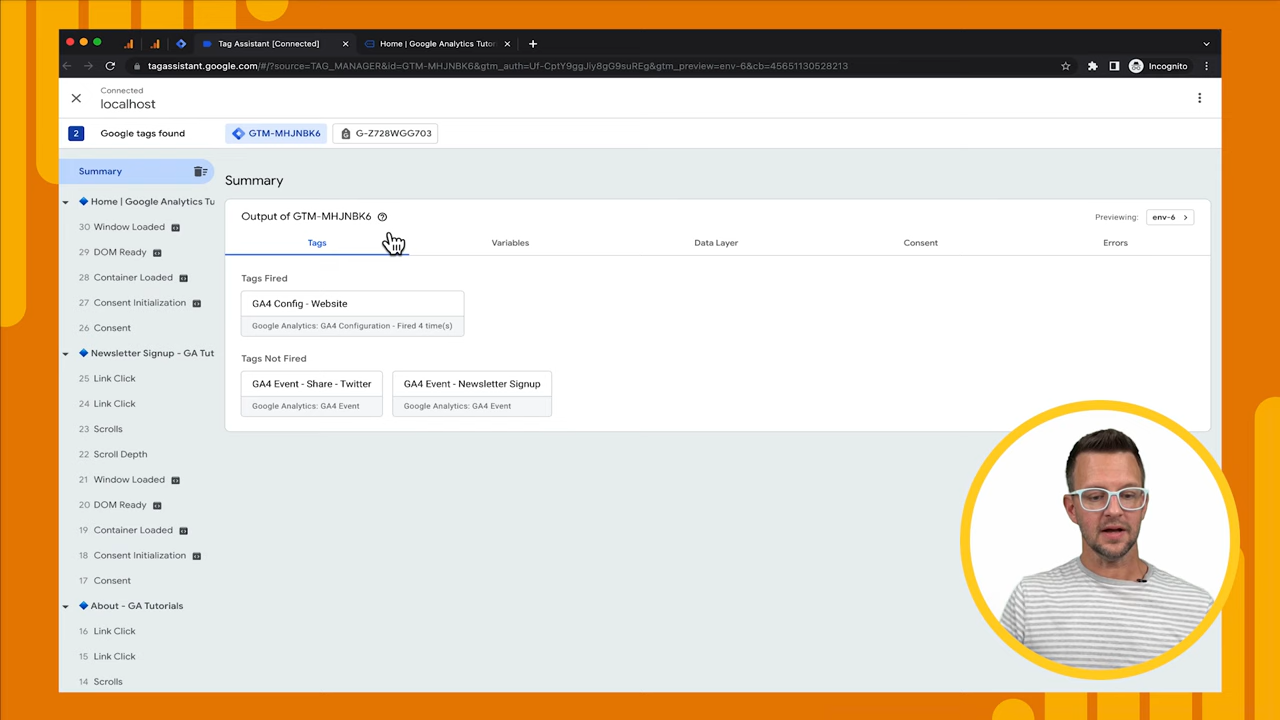 Tag Assistant [Connected]
Home | Google Analytics Tutor
tagassistant.google.com/#/?source=TAG_MANAGER&id=GTM-MHJNBK6&gtm_auth=Uf-CptY9ggJiy8gG9suREg&gtm_preview=env-6&cb=45651130528213
Incognito
Connected
localhost
2 Google tags found
GTM-MHJNBK6
G-Z728WGG703
Summary
Home | Google Analytics Tu
30 Window Loaded
29 DOM Ready
28 Container Loaded
27 Consent Initialization
26 Consent
Newsletter Signup - GA Tut
25 Link Click
24 Link Click
23 Scrolls
22 Scroll Depth
21 Window Loaded
20 DOM Ready
19 Container Loaded
18 Consent Initialization
17 Consent
About - GA Tutorials
16 Link Click
15 Link Click
14 Scrolls
Summary
Output of GTM-MHJNBK6
Previewing: env-6
Tags
Variables
Data Layer
Consent
Errors
Tags Fired
GA4 Config - Website
Google Analytics: GA4 Configuration - Fired 4 time(s)
Tags Not Fired
GA4 Event - Share - Twitter
Google Analytics: GA4 Event
GA4 Event - Newsletter Signup
Google Analytics: GA4 Event